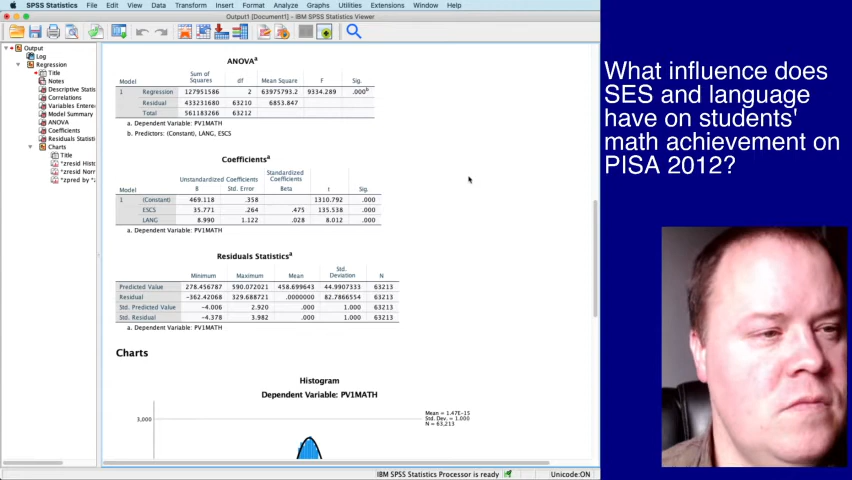 SPSS Statistics File Edit View Data Transform Insert Format Analyze Graphs Utilities Extensions Window Help
Output1 [Document1] - IBM SPSS Statistics Viewer
Output
Log
Regression
Title
Notes
Descriptive Statis
Correlations
Variables Entere
Model Summary
ANOVA
Coefficients
Residuals Statisti
Charts
Title
*zresid Histo
*zresid Norr
*zpred by *z
ANOVAa
Model Sum of Squares df Mean Square F Sig.
1 Regression 127951586 2 63975793.2 9334.289 .000b
Residual 433231680 63210 6853.847
Total 561183266 63212
a. Dependent Variable: PV1MATH
b. Predictors: (Constant), LANG, ESCS
Coefficientsa
Unstandardized Coefficients Standardized Coefficients
Model B Std. Error Beta t Sig.
1 (Constant) 469.118 .358 1310.792 .000
ESCS 35.771 .264 .475 135.538 .000
LANG 8.990 1.122 .028 8.012 .000
a. Dependent Variable: PV1MATH
Residuals Statisticsa
Minimum Maximum Mean Std. Deviation N
Predicted Value 278.456787 590.072021 458.699643 44.9907333 63213
Residual -362.42068 329.688721 .0000000 82.7866554 63213
Std. Predicted Value -4.006 2.920 .000 1.000 63213
Std. Residual -4.378 3.982 .000 1.000 63213
a. Dependent Variable: PV1MATH
Charts
Histogram
Dependent Variable: PV1MATH
Mean = 1.47E-15
Std. Dev. = 1.000
N = 63,213
3,000
IBM SPSS Statistics Processor is ready Unicode:ON
What influence does
SES and language
have on students'
math achievement on
PISA 2012?